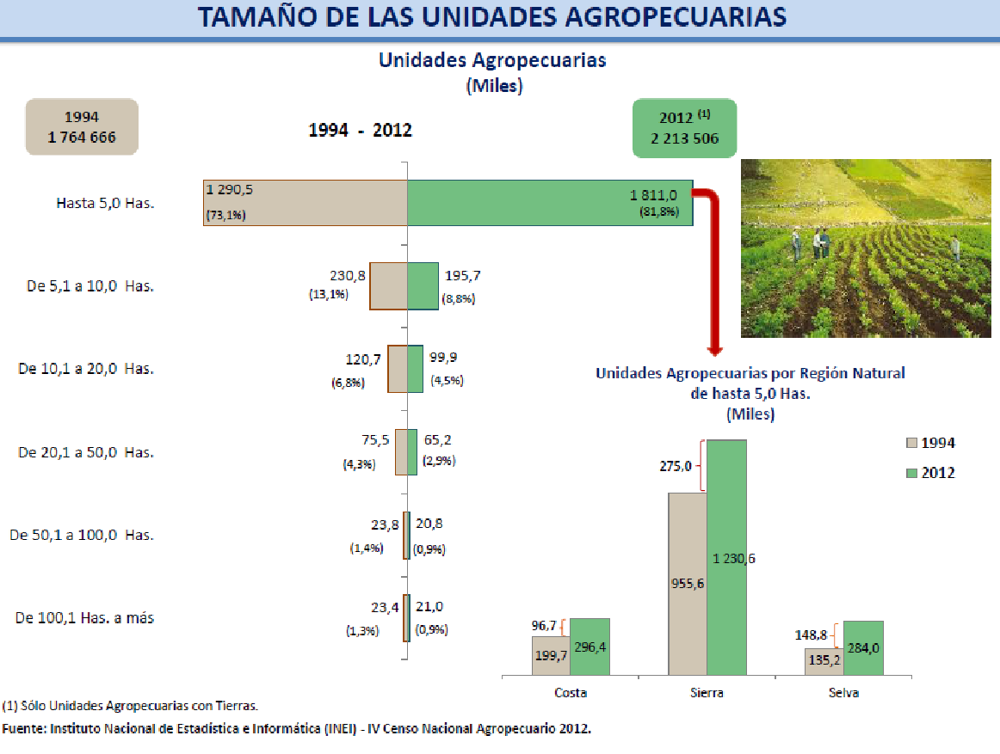 TAMAÑO DE LAS UNIDADES AGROPECUARIAS
Unidades Agropecuarias
(Miles)
1994
1 764 666
1994 - 2012
2012 (1)
2 213 506
Hasta 5,0 Has.
1 290,5
(73,1%)
1 811,0
(81,8%)
De 5,1 a 10,0 Has.
230,8
(13,1%)
195,7
(8,8%)
De 10,1 a 20,0 Has.
120,7
(6,8%)
99,9
(4,5%)
De 20,1 a 50,0 Has.
75,5
(4,3%)
65,2
(2,9%)
De 50,1 a 100,0 Has.
23,8
(1,4%)
20,8
(0,9%)
De 100,1 Has. a más
23,4
(1,3%)
21,0
(0,9%)
Unidades Agropecuarias por Región Natural
de hasta 5,0 Has.
(Miles)
1994
2012
275,0
1 230,6
955,6
96,7
199,7
296,4
148,8
135,2
284,0
Costa
Sierra
Selva
(1) Sólo Unidades Agropecuarias con Tierras.
Fuente: Instituto Nacional de Estadística e Informática (INEI) - IV Censo Nacional Agropecuario 2012.